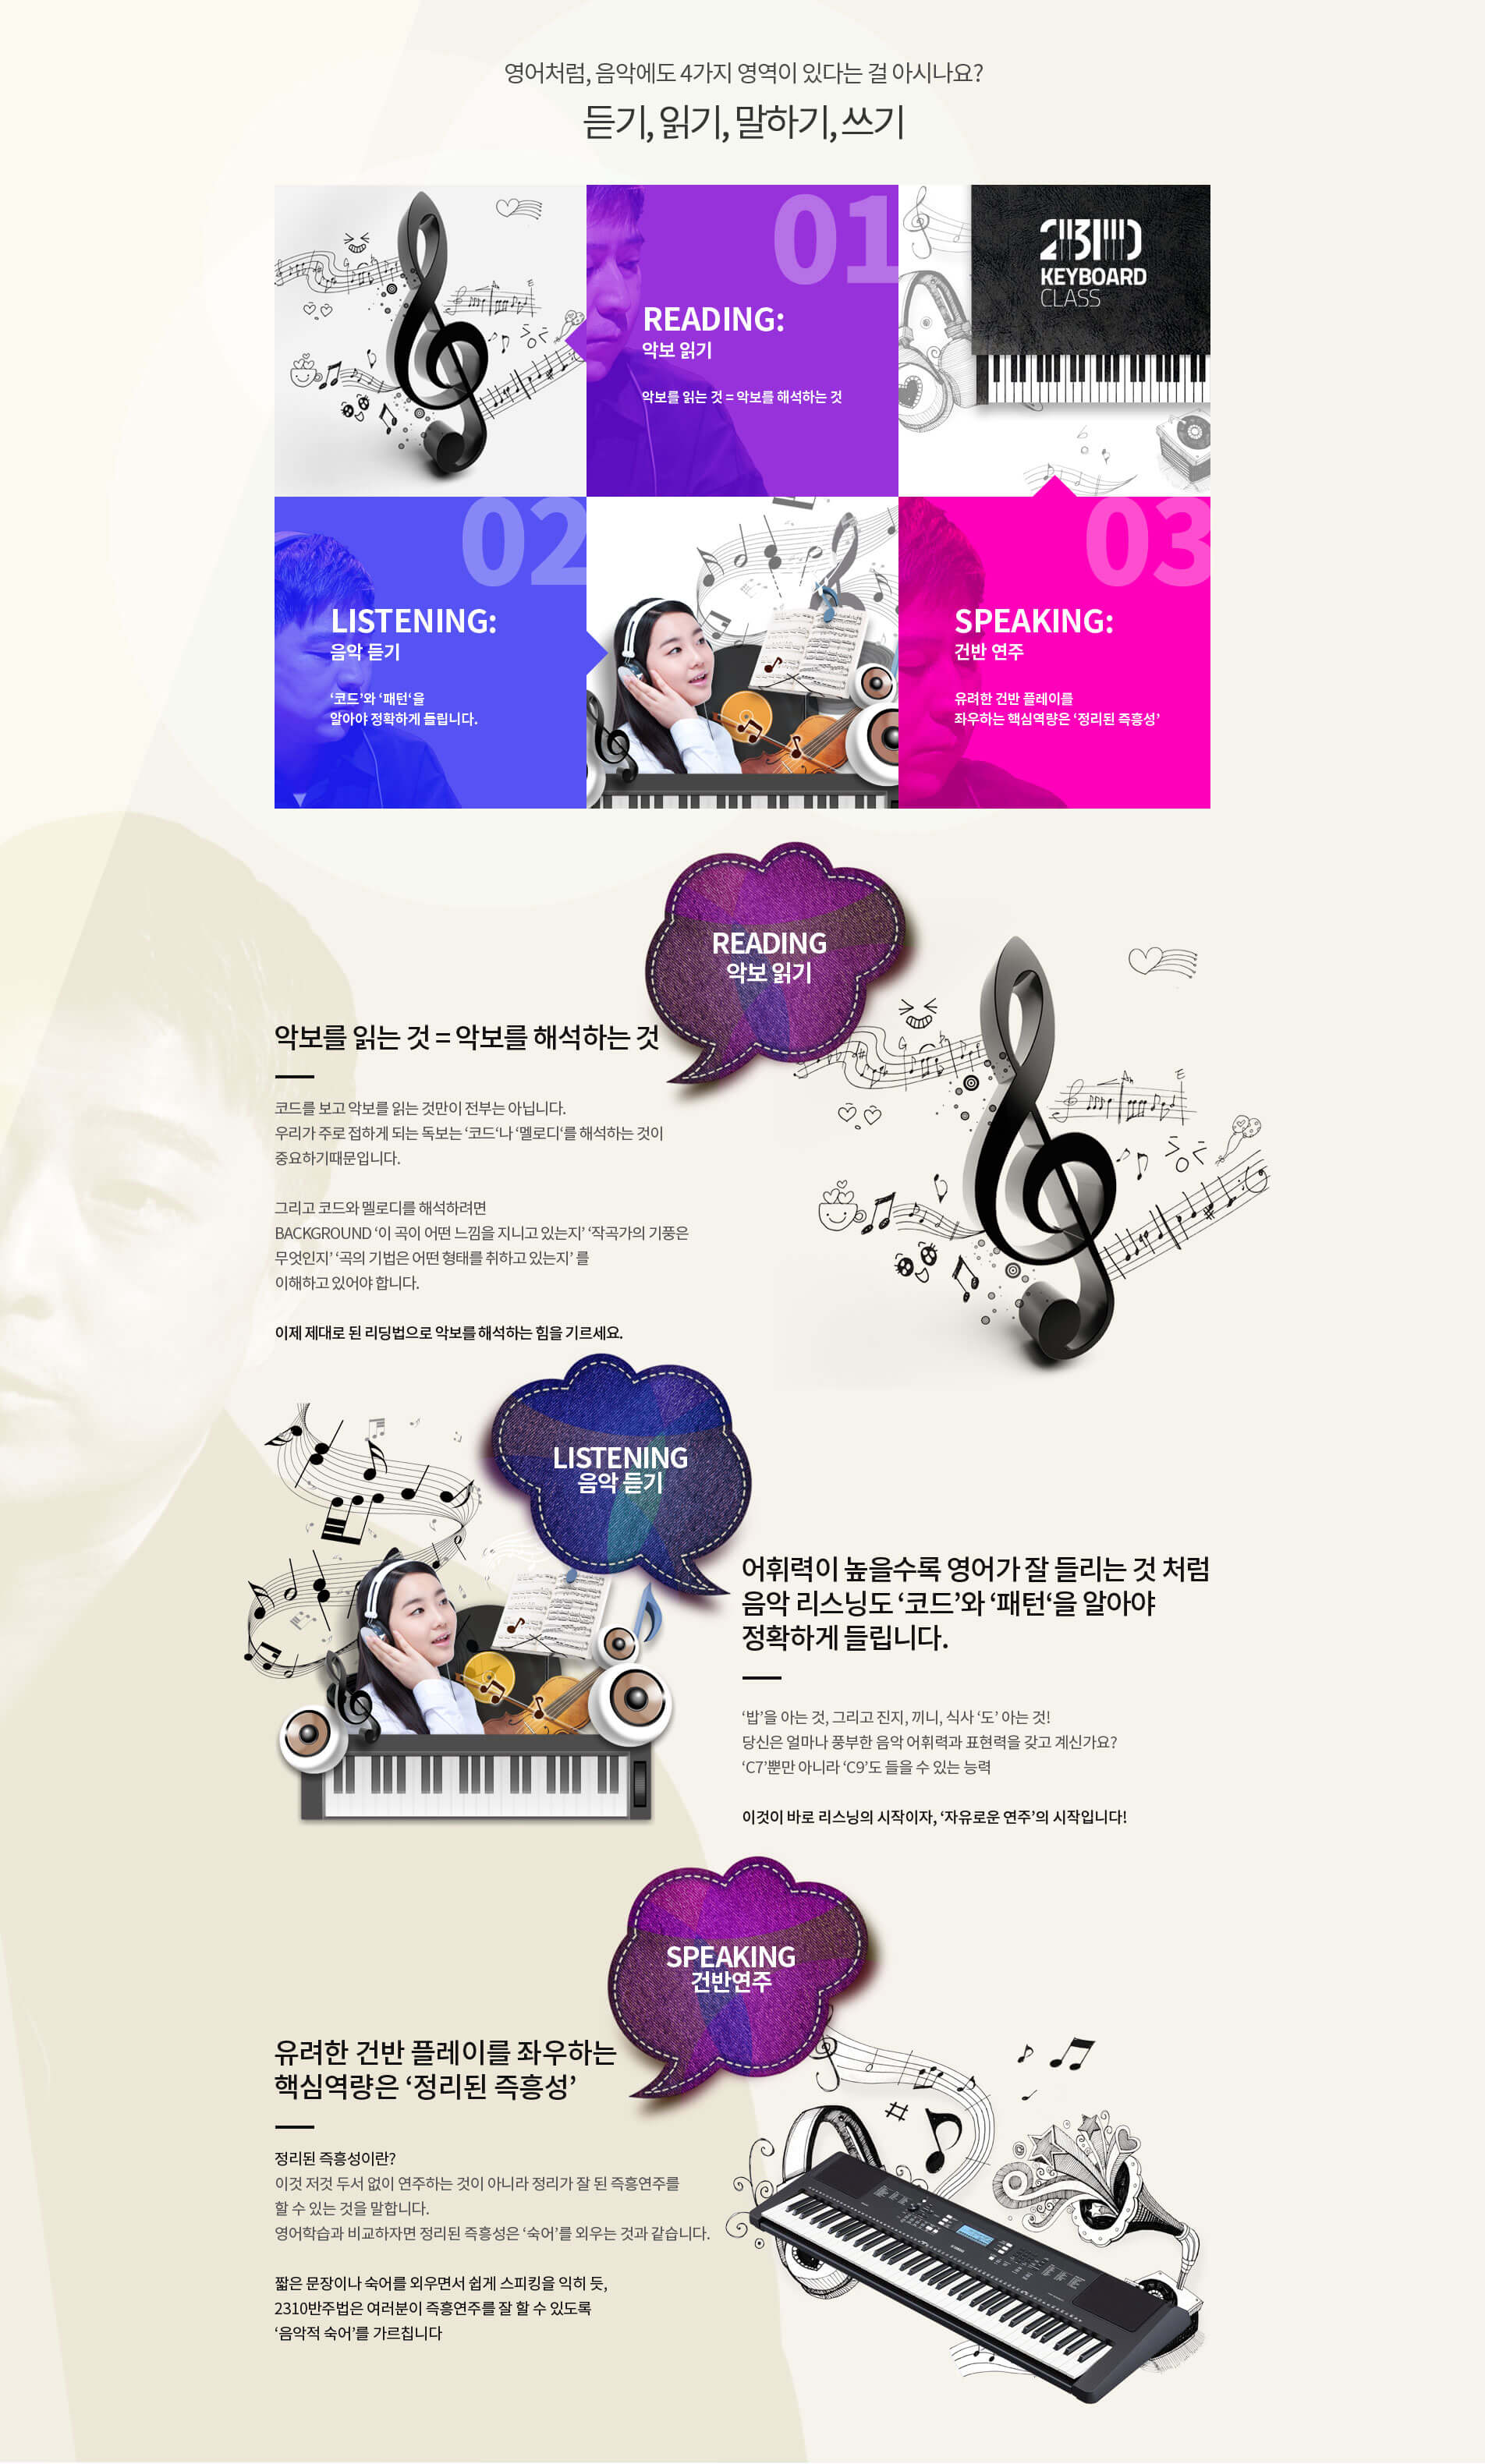 영어처럼, 음악에도 4가지 영역이 있다는 걸 아시나요?
듣기, 읽기, 말하기, 쓰기
01
READING:
악보 읽기
악보를 읽는 것 = 악보를 해석하는 것
2310
KEYBOARD
CLASS
02
LISTENING:
음악 듣기
‘코드’와 ‘패턴‘을
알아야 정확하게 들립니다.
03
SPEAKING:
건반 연주
유려한 건반 플레이를
좌우하는 핵심역량은 ‘정리된 즉흥성’
READING
악보 읽기
악보를 읽는 것 = 악보를 해석하는 것
코드를 보고 악보를 읽는 것만이 전부는 아닙니다.
우리가 주로 접하게 되는 독보는 ‘코드‘나 ‘멜로디‘를 해석하는 것이
중요하기때문입니다.
그리고 코드와 멜로디를 해석하려면
BACKGROUND ‘이 곡이 어떤 느낌을 지니고 있는지’ ‘작곡가의 기풍은
무엇인지’ ‘곡의 기법은 어떤 형태를 취하고 있는지’ 를
이해하고 있어야 합니다.
이제 제대로 된 리딩법으로 악보를 해석하는 힘을 기르세요.
LISTENING
음악 듣기
어휘력이 높을수록 영어가 잘 들리는 것 처럼
음악 리스닝도 ‘코드’와 ‘패턴‘을 알아야
정확하게 들립니다.
‘밥’을 아는 것, 그리고 진지, 끼니, 식사 ‘도’ 아는 것!
당신은 얼마나 풍부한 음악 어휘력과 표현력을 갖고 계신가요?
‘C7’뿐만 아니라 ‘C9’도 들을 수 있는 능력
이것이 바로 리스닝의 시작이자, ‘자유로운 연주’의 시작입니다!
SPEAKING
건반연주
유려한 건반 플레이를 좌우하는
핵심역량은 ‘정리된 즉흥성’
정리된 즉흥성이란?
이것 저것 두서 없이 연주하는 것이 아니라 정리가 잘 된 즉흥연주를
할 수 있는 것을 말합니다.
영어학습과 비교하자면 정리된 즉흥성은 ‘숙어’를 외우는 것과 같습니다.
짧은 문장이나 숙어를 외우면서 쉽게 스피킹을 익히 듯,
2310반주법은 여러분이 즉흥연주를 잘 할 수 있도록
‘음악적 숙어’를 가르칩니다